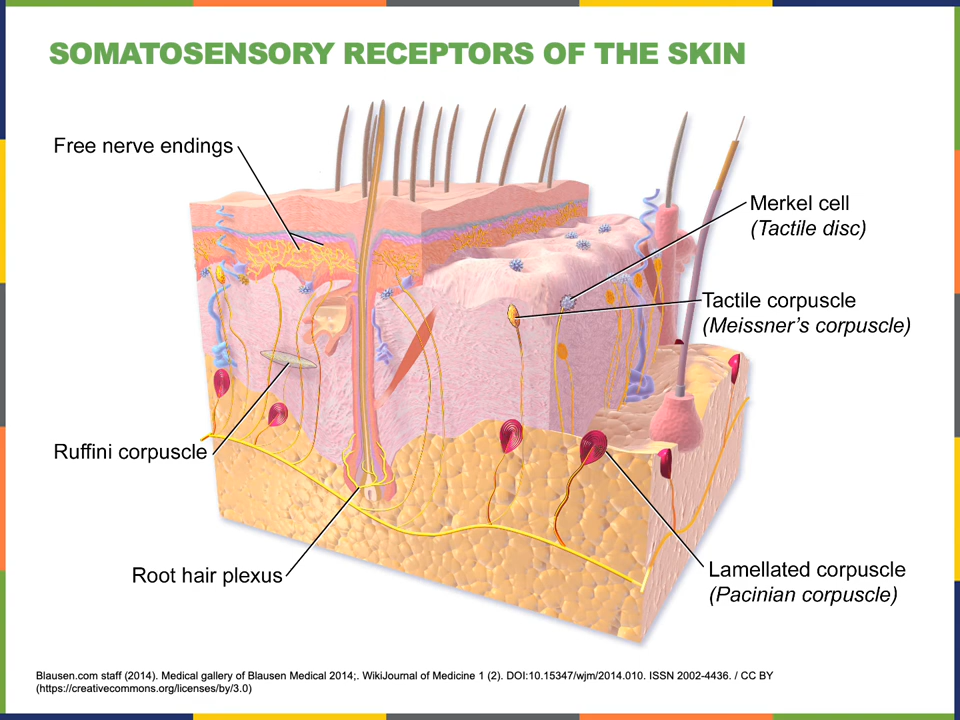 SOMATOSENSORY RECEPTORS OF THE SKIN
Free nerve endings
Merkel cell
(Tactile disc)
Tactile corpuscle
(Meissner's corpuscle)
Ruffini corpuscle
Root hair plexus
Lamellated corpuscle
(Pacinian corpuscle)
Blausen.com staff (2014). Medical gallery of Blausen Medical 2014;. WikiJournal of Medicine 1 (2). DOI:10.15347/wjm/2014.010. ISSN 2002-4436. / CC BY
(https://creativecommons.org/licenses/by/3.0)